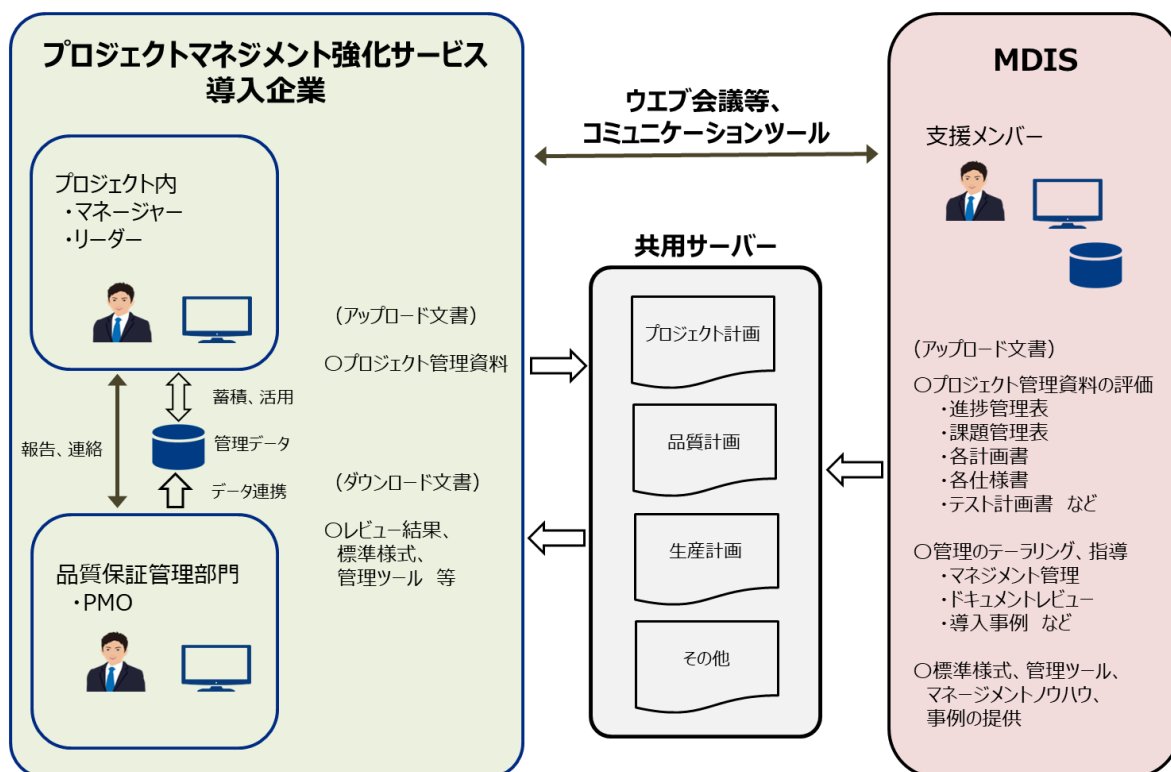 プロジェクトマネジメント強化サービス
導入企業
プロジェクト内
・マネージャー
・リーダー
(アップロード文書)
○プロジェクト管理資料
蓄積、活用
報告、連絡
管理データ
データ連携
(ダウンロード文書)
○レビュー結果、
標準様式、
管理ツール 等
品質保証管理部門
・PMO
ウエブ会議等、
コミュニケーションツール
共用サーバー
プロジェクト計画
品質計画
生産計画
その他
MDIS
支援メンバー
(アップロード文書)
○プロジェクト管理資料の評価
・進捗管理表
・課題管理表
・各計画書
・各仕様書
・テスト計画書 など
○管理のテーラリング、指導
・マネジメント管理
・ドキュメントレビュー
・導入事例 など
○標準様式、管理ツール、
マネージメントノウハウ、
事例の提供